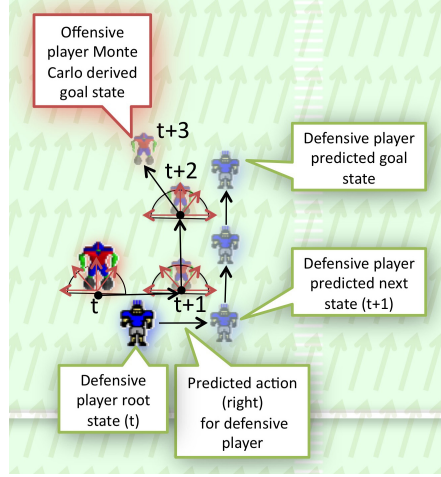 Offensive
player Monte
Carlo derived
goal state
t+3
t+2
Defensive player
predicted goal
state
t
t+1
Defensive player
predicted next
state (t+1)
Defensive
player root
state (t)
Predicted action
(right)
for defensive
player